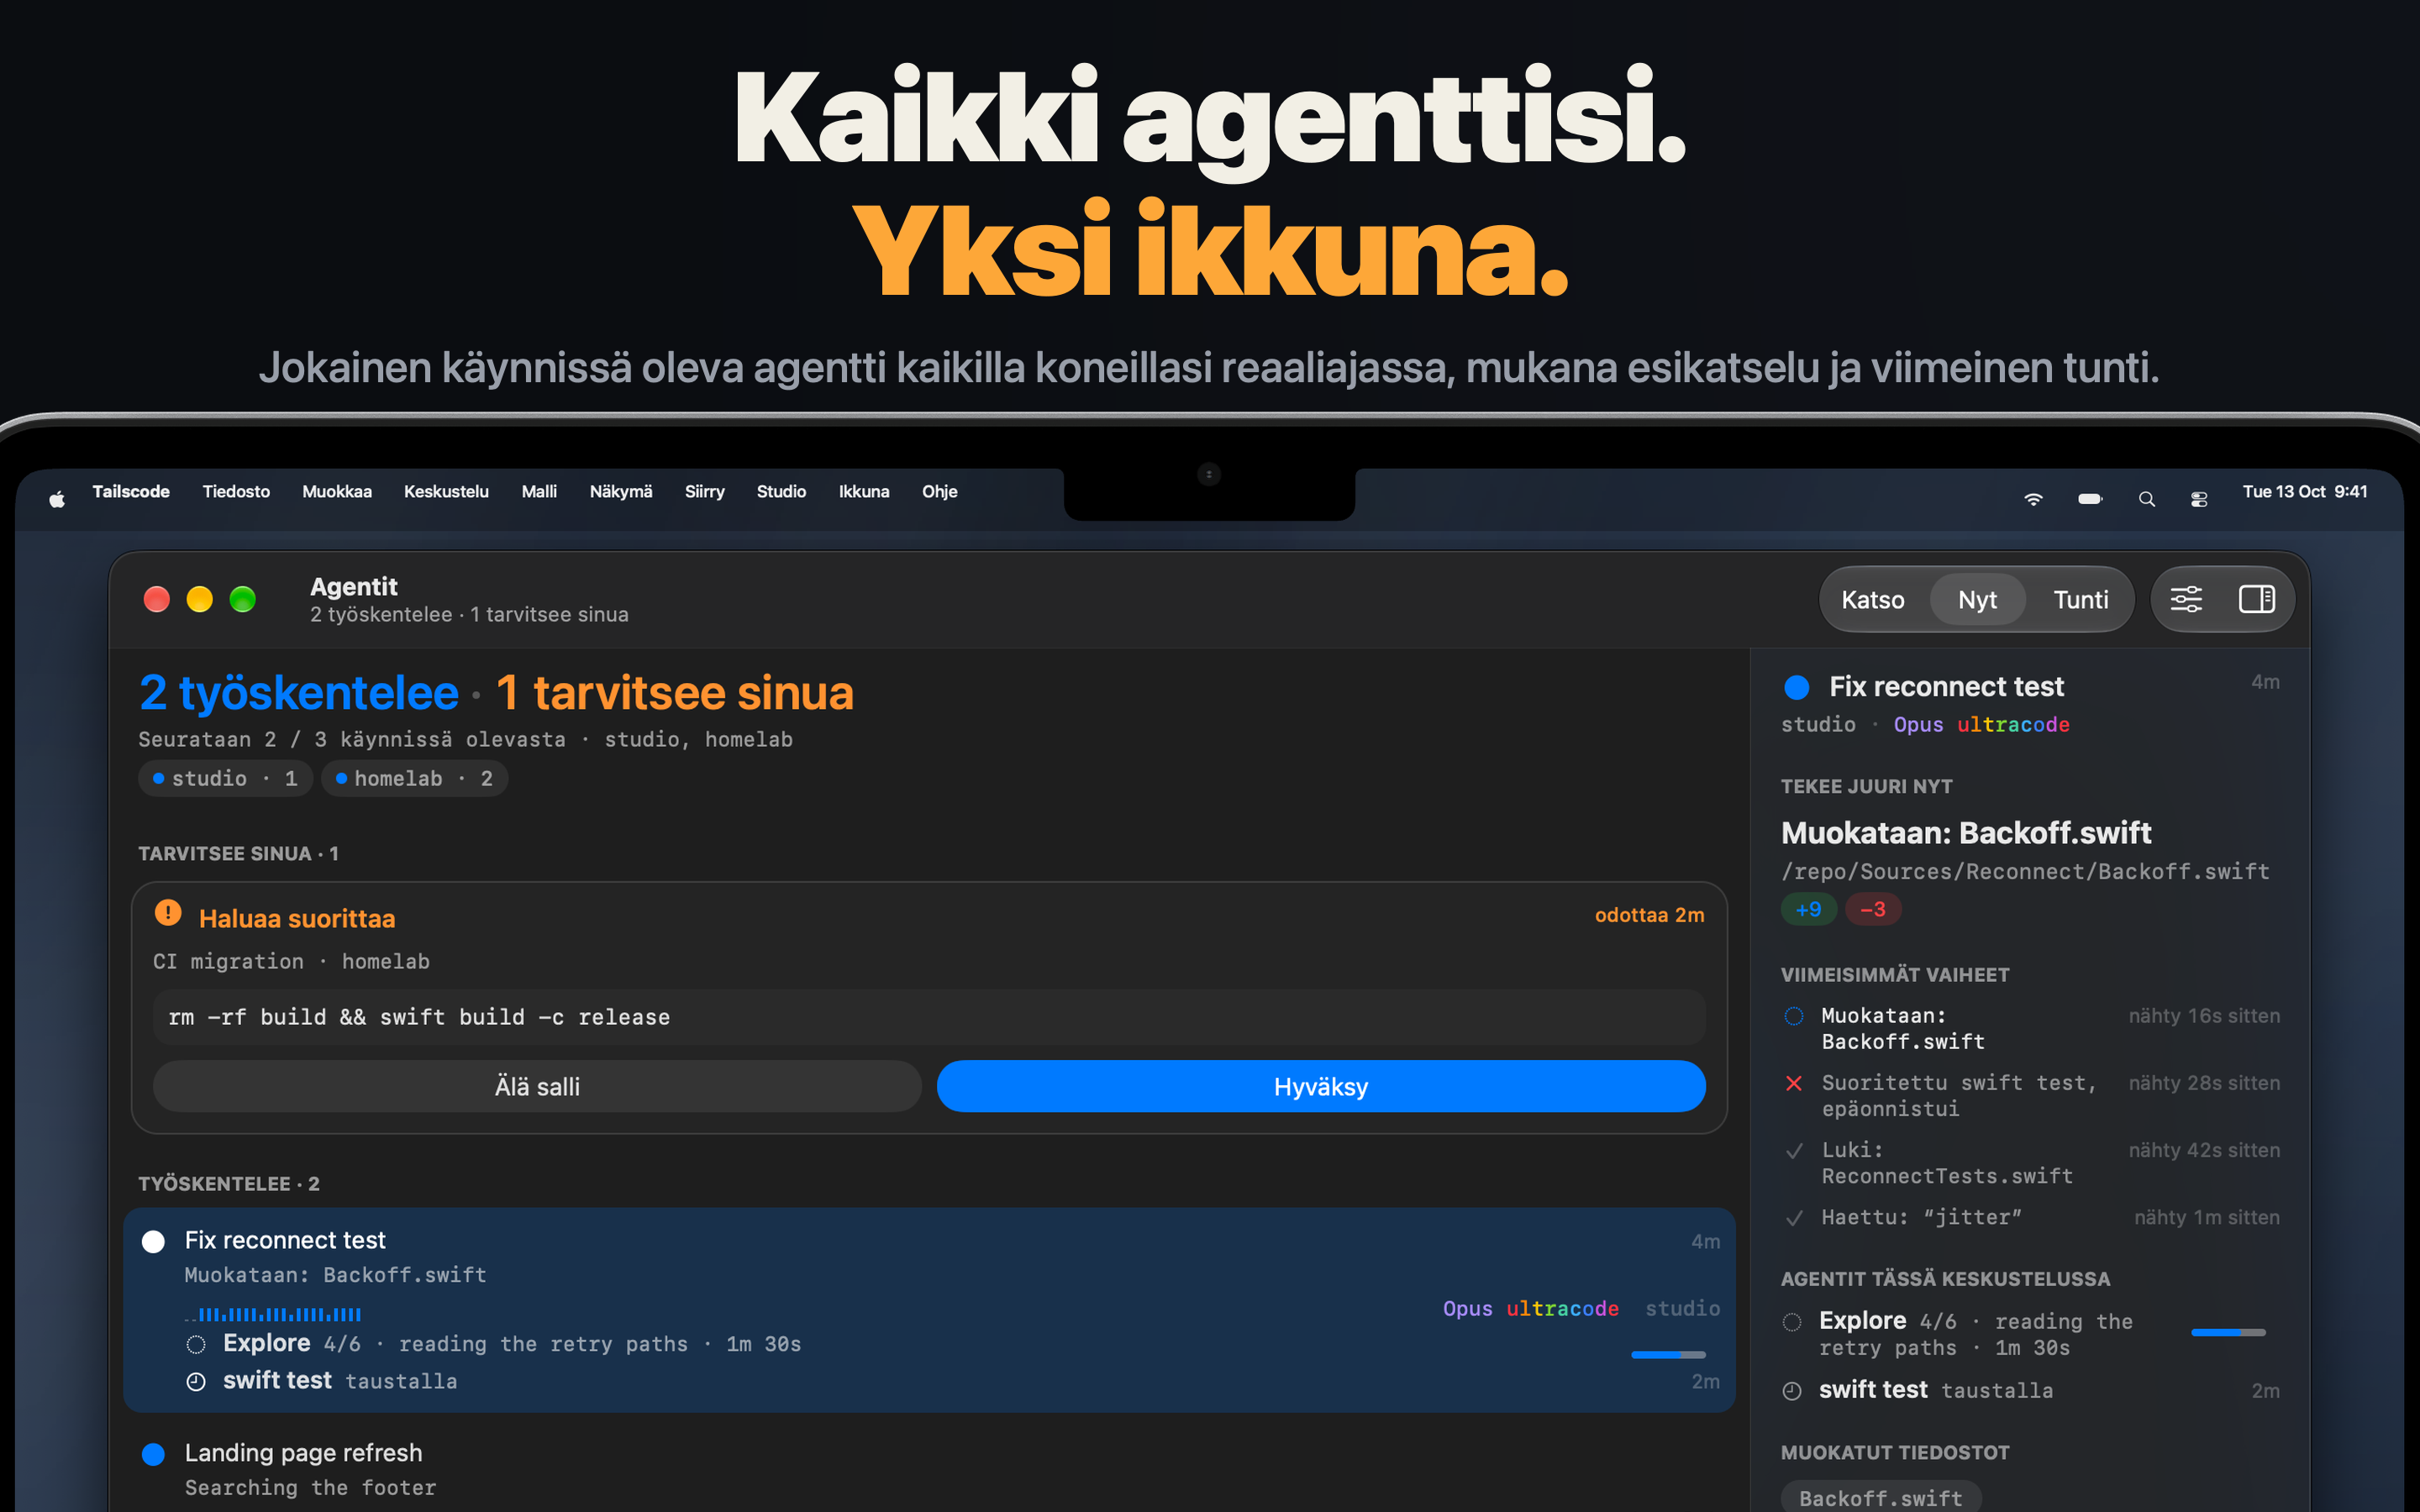 Kaikki agenttisi.
Yksi ikkuna.
Jokainen käynnissä oleva agentti kaikilla koneillasi reaaliajassa, mukana esikatselu ja viimeinen tunti.
Tailscode Tiedosto Muokkaa Keskustelu Malli Näkymä Siirry Studio Ikkuna Ohje Tue 13 Oct 9:41
Agentit
2 työskentelee · 1 tarvitsee sinua
Katso Nyt Tunti
2 työskentelee · 1 tarvitsee sinua
Seurataan 2 / 3 käynnissä olevasta · studio, homelab
studio · 1 homelab · 2
TARVITSEE SINUA · 1
Haluaa suorittaa odottaa 2m
CI migration · homelab
rm -rf build && swift build -c release
Älä salli Hyväksy
TYÖSKENTELEE · 2
Fix reconnect test 4m
Muokataan: Backoff.swift
Opus ultracode studio
Explore 4/6 · reading the retry paths · 1m 30s
swift test taustalla 2m
Landing page refresh
Searching the footer
Fix reconnect test 4m
studio · Opus ultracode
TEKEE JUURI NYT
Muokataan: Backoff.swift
/repo/Sources/Reconnect/Backoff.swift
+9 −3
VIIMEISIMMÄT VAIHEET
Muokataan: nähty 16s sitten
Backoff.swift
Suoritettu swift test, nähty 28s sitten
epäonnistui
Luki: nähty 42s sitten
ReconnectTests.swift
Haettu: “jitter” nähty 1m sitten
AGENTIT TÄSSÄ KESKUSTELUSSA
Explore 4/6 · reading the
retry paths · 1m 30s
swift test taustalla 2m
MUOKATUT TIEDOSTOT
Backoff.swift